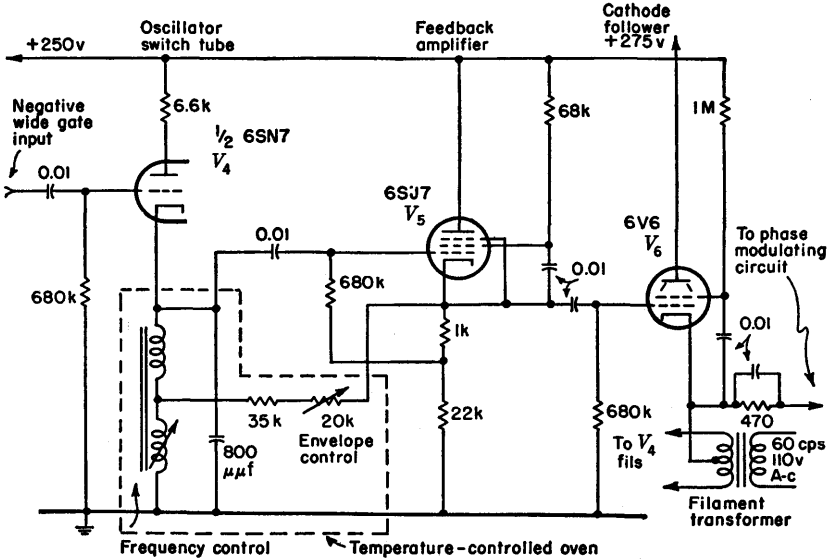 Oscillator
switch tube
Feedback
amplifier
Cathode
follower
+275v
+250v
Negative
wide gate
input
6.6k
½ 6SN7
V4
68k
1M
0.01
6SJ7
V5
6V6
V6
To phase
modulating
circuit
0.01
680k
680k
0.01
0.01
1k
35k
20k
Envelope
control
22k
680k
470
800
μμf
To V4
fils
60 cps
110v
A-c
Filament
transformer
Frequency control
Temperature-controlled oven